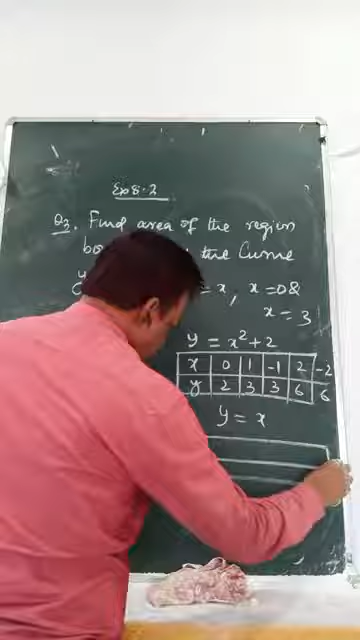 Ex 8.2
Q3. Find area of the region
the Curve
= x, x = 0 &
x = 3
y = x² + 2
x 0 1 -1 2 -2
y 2 3 3 6 6
y = x